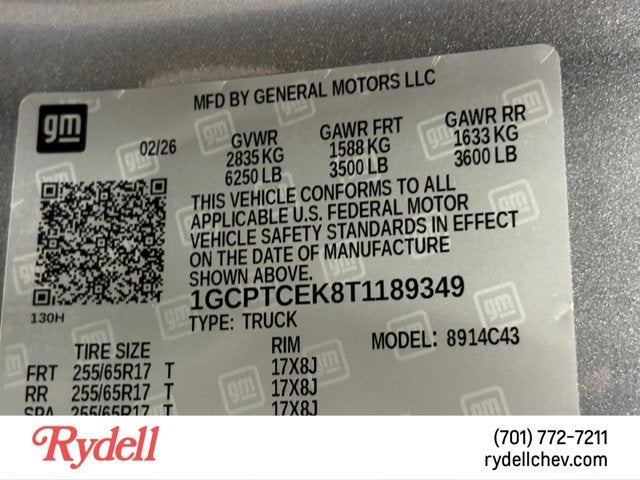 MFD BY GENERAL MOTORS LLC
gm
02/26
GVWR GAWR FRT GAWR RR
2835 KG 1588 KG 1633 KG
6250 LB 3500 LB 3600 LB
THIS VEHICLE CONFORMS TO ALL
APPLICABLE U.S. FEDERAL MOTOR
VEHICLE SAFETY STANDARDS IN EFFECT
ON THE DATE OF MANUFACTURE
SHOWN ABOVE.
1GCPTCEK8T1189349
130H
TYPE: TRUCK
MODEL: 8914C43
TIRE SIZE RIM
FRT 255/65R17 T 17X8J
RR 255/65R17 T 17X8J
SPA 255/65R17 T 17X8J
Rydell
(701) 772-7211
rydellchev.com